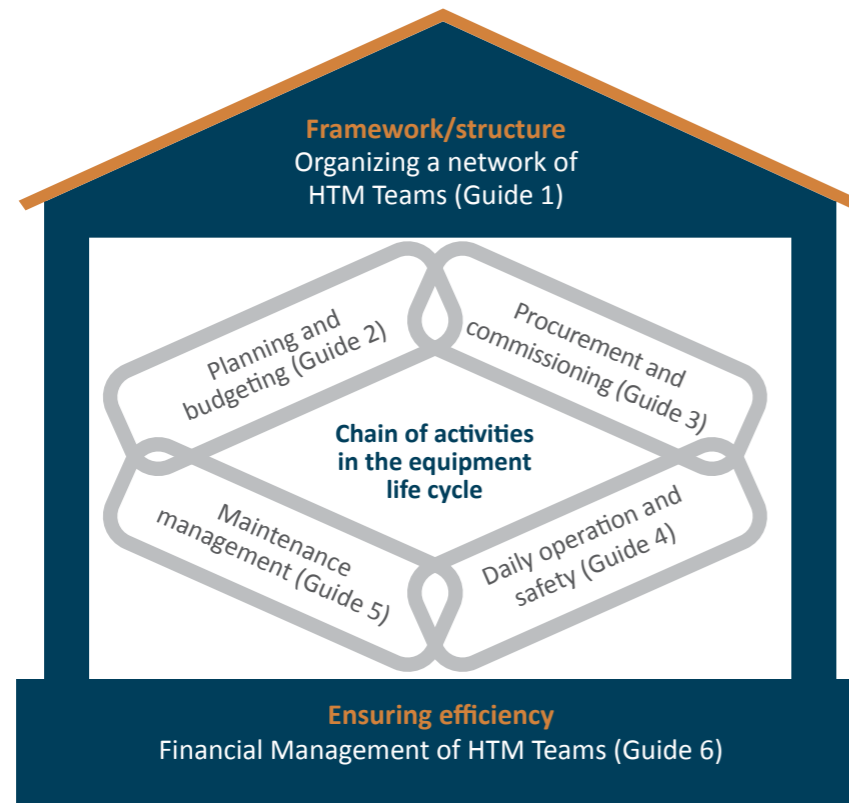 Framework/structure
Organizing a network of
HTM Teams (Guide 1)
Planning and
budgeting (Guide 2)
Procurement and
commissioning (Guide 3)
Chain of activities
in the equipment
life cycle
Maintenance
management (Guide 5)
Daily operation and
safety (Guide 4)
Ensuring efficiency
Financial Management of HTM Teams (Guide 6)